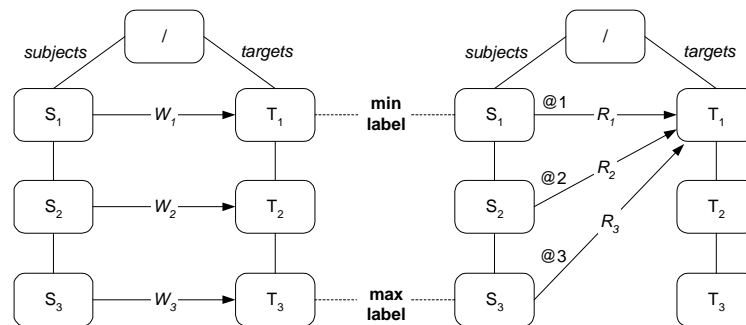 /
/
subjects
targets
subjects
targets
@1
S1
W1
T1
min
label
S1
R1
T1
@2
R2
S2
W2
T2
S2
T2
R3
@3
S3
W3
T3
max
label
S3
T3